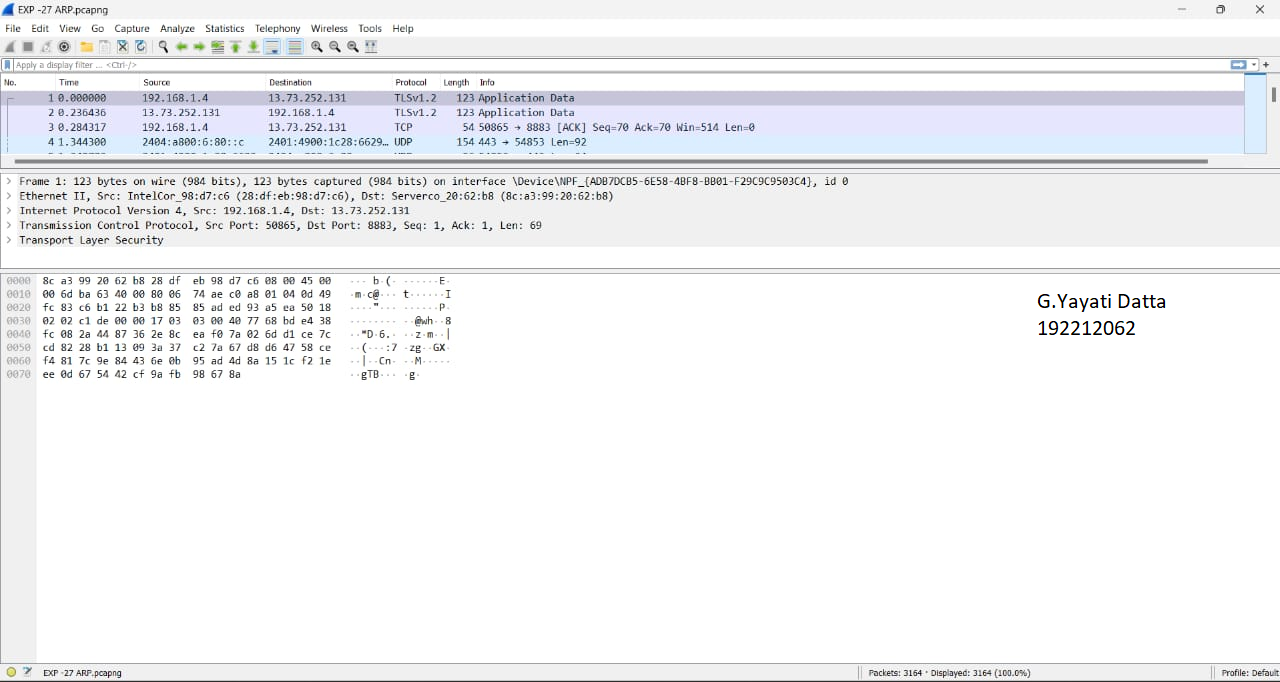 EXP -27 ARP.pcapng
File Edit View Go Capture Analyze Statistics Telephony Wireless Tools Help
Apply a display filter ... <Ctrl-/>
No. Time Source Destination Protocol Length Info
1 0.000000 192.168.1.4 13.73.252.131 TLSv1.2 123 Application Data
2 0.236436 13.73.252.131 192.168.1.4 TLSv1.2 123 Application Data
3 0.284317 192.168.1.4 13.73.252.131 TCP 54 50865 → 8883 [ACK] Seq=70 Ack=70 Win=514 Len=0
4 1.344300 2404:a800:6:80::c 2401:4900:1c28:6629… UDP 154 443 → 54853 Len=92
Frame 1: 123 bytes on wire (984 bits), 123 bytes captured (984 bits) on interface \Device\NPF_{ADB7DCB5-6E58-4BF8-BB01-F29C9C9503C4}, id 0
Ethernet II, Src: IntelCor_98:d7:c6 (28:df:eb:98:d7:c6), Dst: Serverco_20:62:b8 (8c:a3:99:20:62:b8)
Internet Protocol Version 4, Src: 192.168.1.4, Dst: 13.73.252.131
Transmission Control Protocol, Src Port: 50865, Dst Port: 8883, Seq: 1, Ack: 1, Len: 69
Transport Layer Security
0000 8c a3 99 20 62 b8 28 df eb 98 d7 c6 08 00 45 00 ··· b·(· ······E·
0010 00 6d ba 63 40 00 80 06 74 ae c0 a8 01 04 0d 49 ·m·c@··· t······I
0020 fc 83 c6 b1 22 b3 b8 85 85 ad ed 93 a5 ea 50 18 ····"··· ······P·
0030 02 02 c1 de 00 00 17 03 03 00 40 77 68 bd e4 38 ········ ··@wh··8
0040 fc 08 2a 44 87 36 2e 8c ea f0 7a 02 6d d1 ce 7c ··*D·6.· ··z·m··|
0050 cd 82 28 b1 13 09 3a 37 c2 7a 67 d8 d6 47 58 ce ··(···:7 ·zg··GX·
0060 f4 81 7c 9e 84 43 6e 0b 95 ad 4d 8a 15 1c f2 1e ··|··Cn· ··M·····
0070 ee 0d 67 54 42 cf 9a fb 98 67 8a ··gTB··· ·g·
G.Yayati Datta
192212062
EXP -27 ARP.pcapng
Packets: 3164 · Displayed: 3164 (100.0%)
Profile: Default